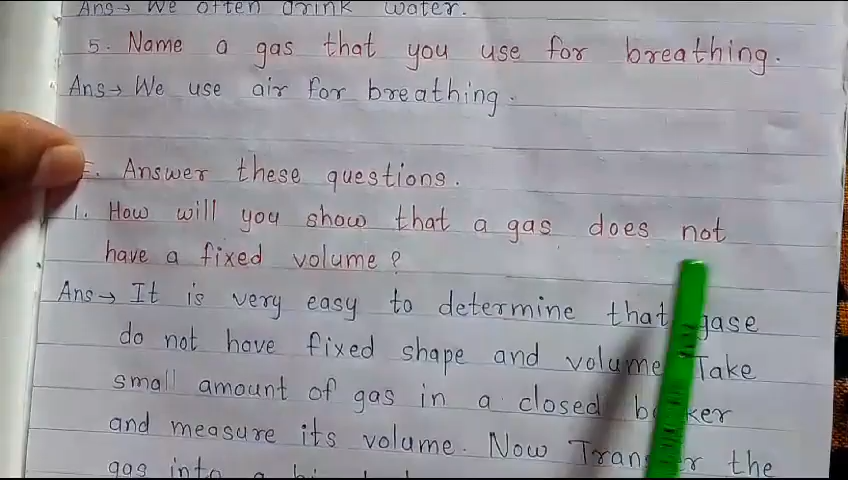 Ans→ We often drink water.
5. Name a gas that you use for breathing.
Ans→ We use air for breathing.
E. Answer these questions.
1. How will you show that a gas does not
have a fixed volume?
Ans→ It is very easy to determine that gase
do not have fixed shape and volume Take
small amount of gas in a closed
and measure its volume. Now the
gas into a